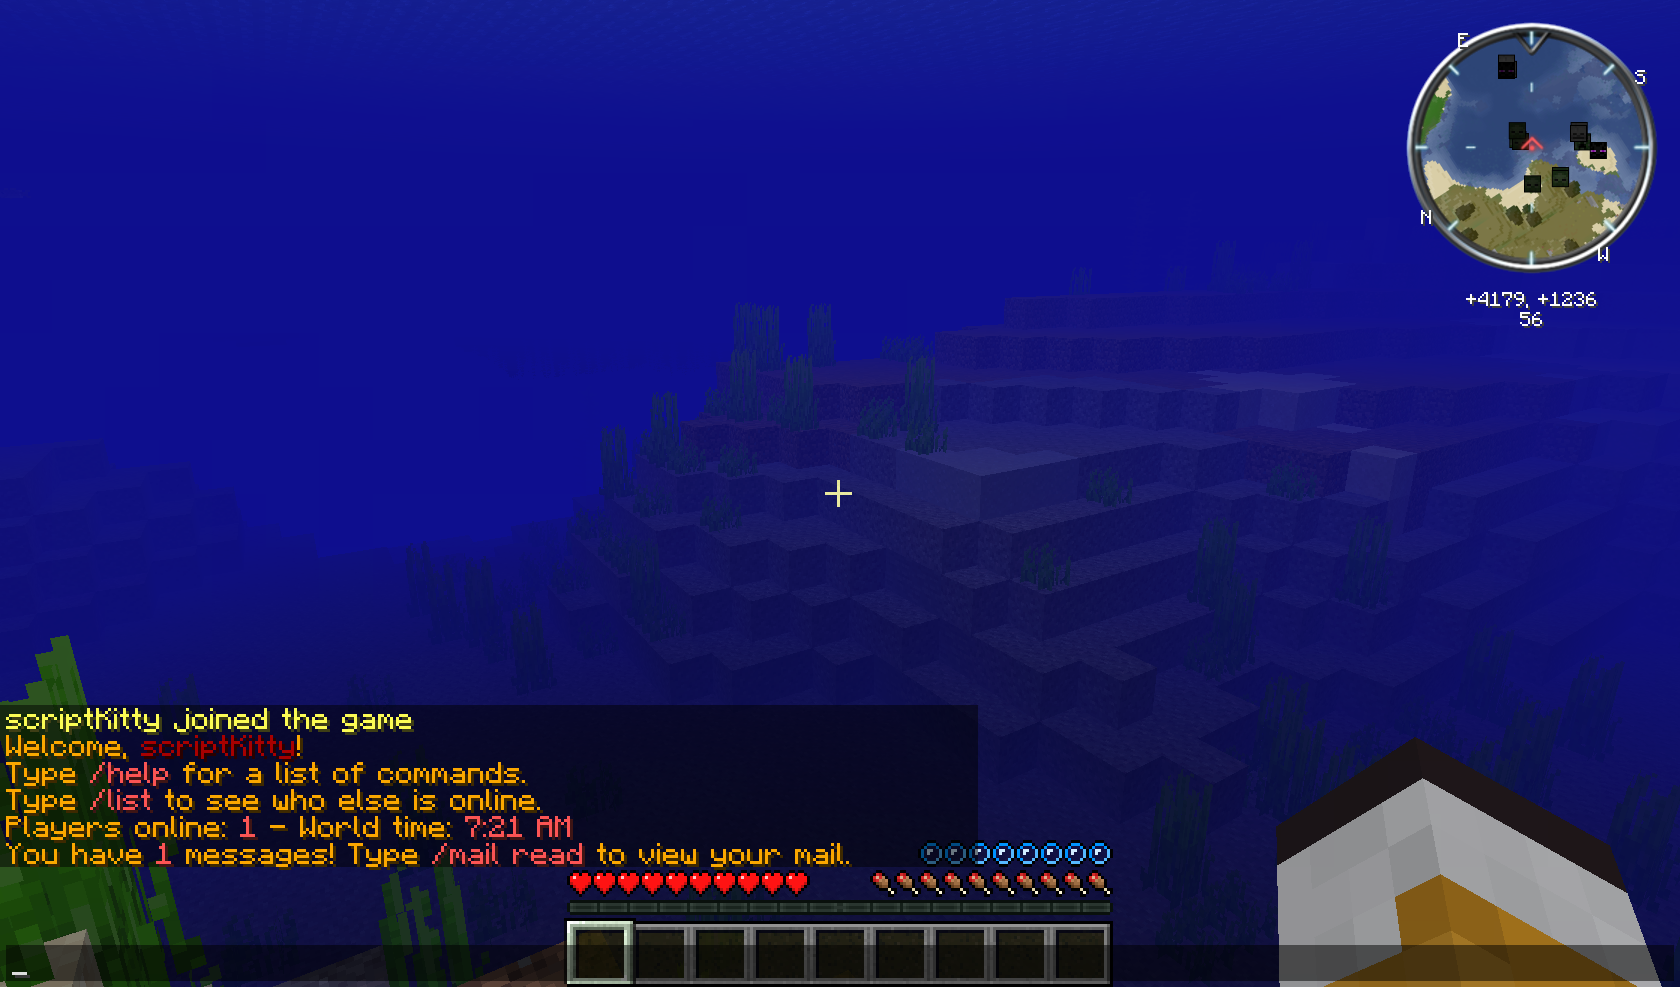 E
S
N
W
+4179, +1236
56
scriptKitty joined the game
Welcome, scriptKitty!
Type /help for a list of commands.
Type /list to see who else is online.
Players online: 1 – World time: 7:21 AM
You have 1 messages! Type /mail read to view your mail.
_